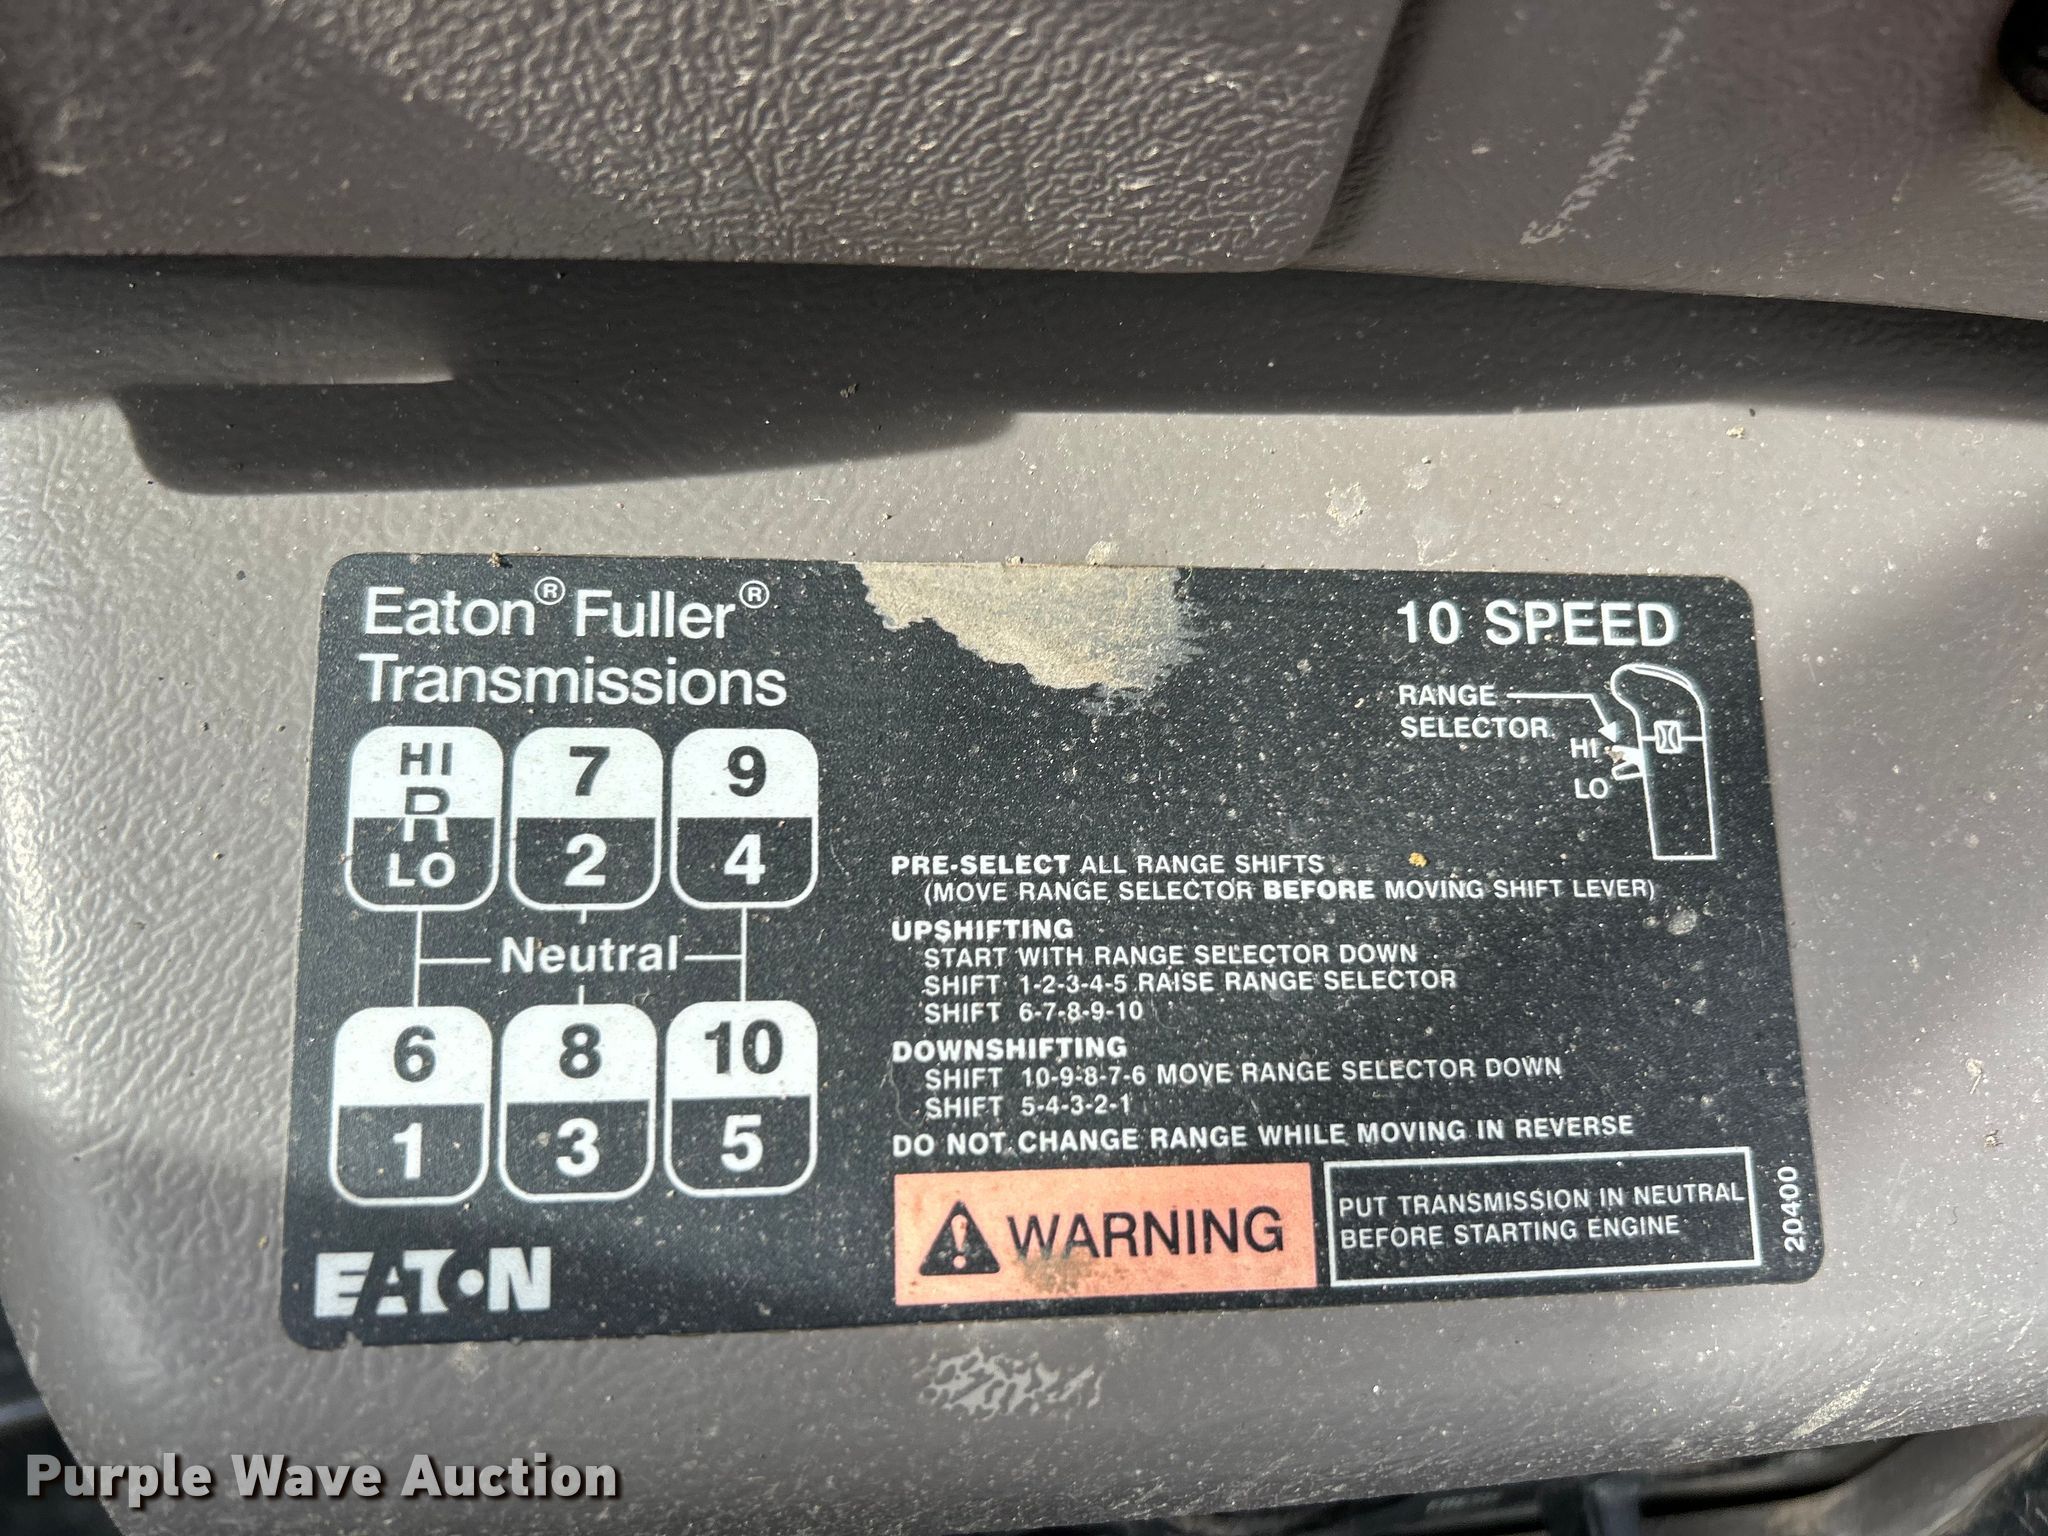 Eaton® Fuller®
Transmissions
10 SPEED
RANGE
SELECTOR
HI
LO
HI
R
LO
7
2
9
4
Neutral
6
1
8
3
10
5
PRE-SELECT ALL RANGE SHIFTS
(MOVE RANGE SELECTOR BEFORE MOVING SHIFT LEVER)
UPSHIFTING
START WITH RANGE SELECTOR DOWN
SHIFT 1-2-3-4-5 RAISE RANGE SELECTOR
SHIFT 6-7-8-9-10
DOWNSHIFTING
SHIFT 10-9-8-7-6 MOVE RANGE SELECTOR DOWN
SHIFT 5-4-3-2-1
DO NOT CHANGE RANGE WHILE MOVING IN REVERSE
WARNING
PUT TRANSMISSION IN NEUTRAL
BEFORE STARTING ENGINE
20400
EATON
Purple Wave Auction